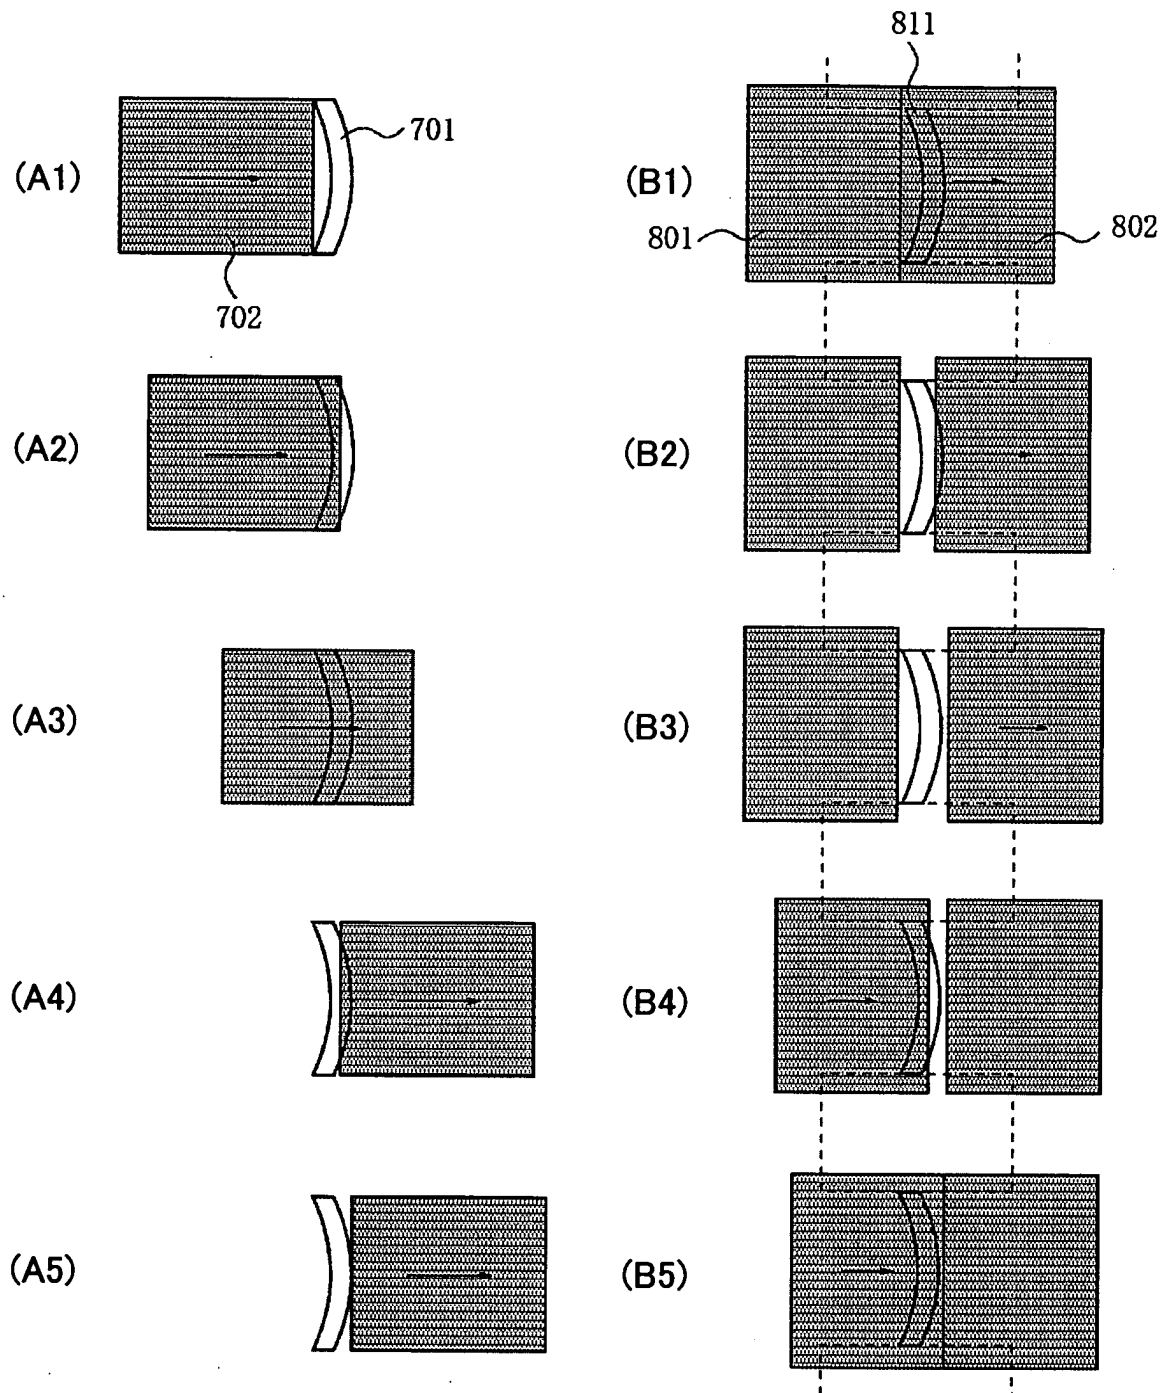 811
(A1)
701
702
(B1)
801
802
(A2)
(B2)
(A3)
(B3)
(A4)
(B4)
(A5)
(B5)